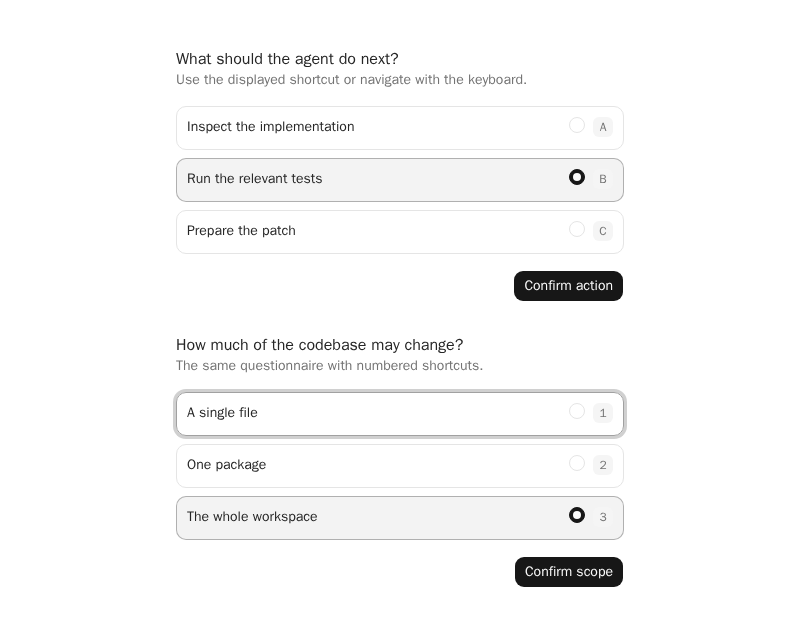 What should the agent do next?
Use the displayed shortcut or navigate with the keyboard.
Inspect the implementation A
Run the relevant tests B
Prepare the patch C
Confirm action
How much of the codebase may change?
The same questionnaire with numbered shortcuts.
A single file 1
One package 2
The whole workspace 3
Confirm scope